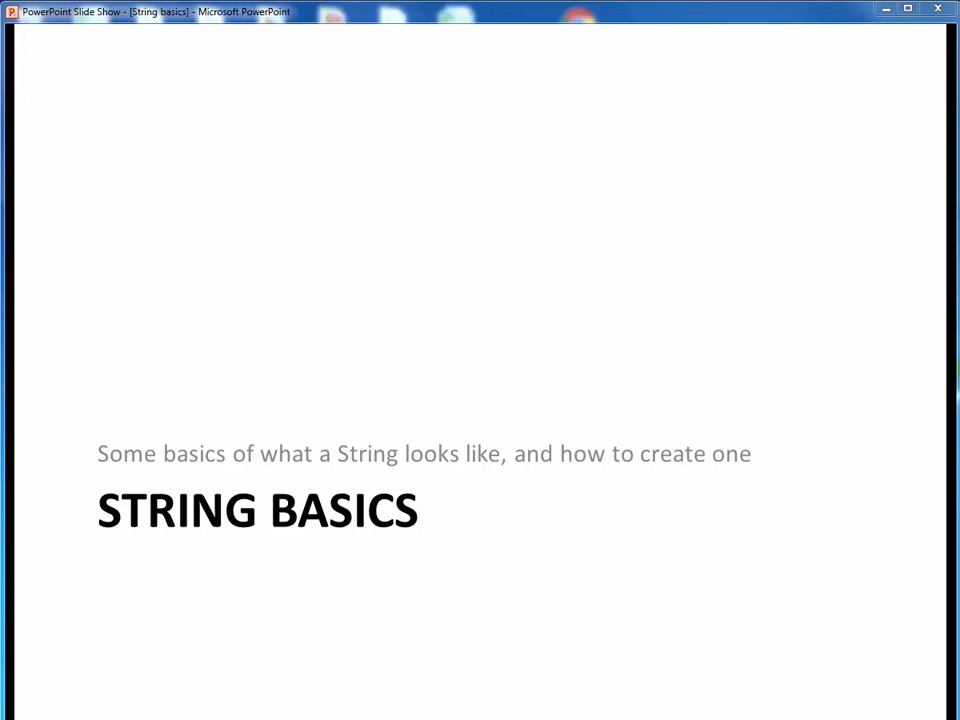 PowerPoint Slide Show - [String basics] - Microsoft PowerPoint
Some basics of what a String looks like, and how to create one
STRING BASICS